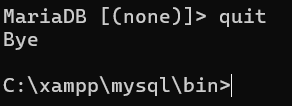 MariaDB [(none)]> quit
Bye
C:\xampp\mysql\bin>